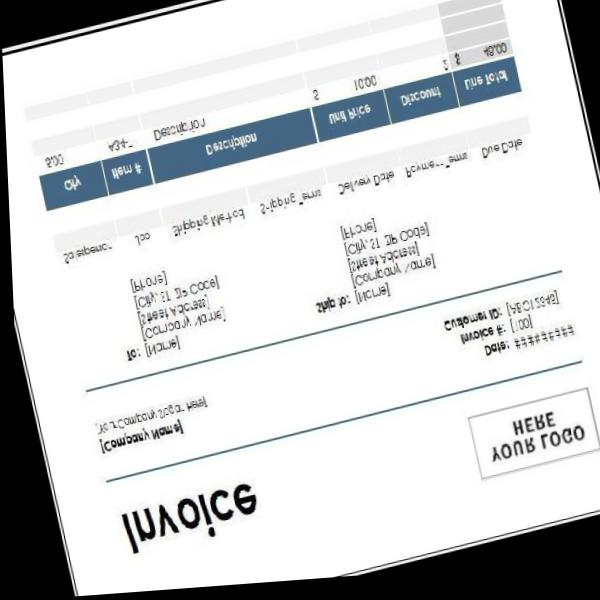 Invoice
YOUR LOGO
HERE
[Company Name]
Your Company Slogan here]
Date: ########
Invoice #: [100]
Customer ID: [ABC12345]
To: [Name]
[Company Name]
[Street Address]
[City, ST ZIP Code]
[Phone]
Ship to: [Name]
[Company Name]
[Street Address]
[City, ST ZIP Code]
[Phone]
Salesperson Job Shipping Method Shipping Terms Delivery Date Payment Terms Due Date
Qty Item # Description Unit Price Discount Line Total
5.00 Description 10.00 2 $ 48.00